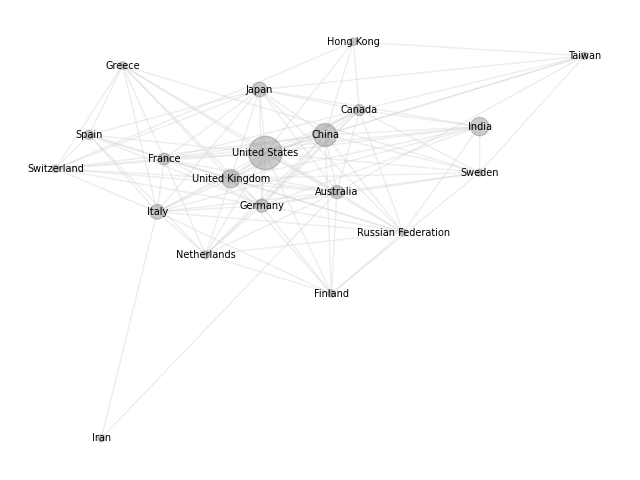 Hong Kong
Taiwan
Greece
Japan
Canada
Spain
China
India
United States
France
Switzerland
Sweden
United Kingdom
Australia
Germany
Italy
Russian Federation
Netherlands
Finland
Iran